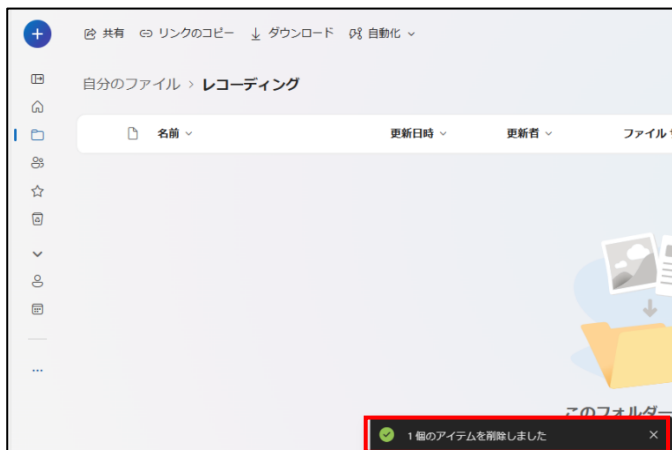 共有 リンクのコピー ダウンロード 自動化
自分のファイル > レコーディング
名前 更新日時 更新者 ファイル
このフォルダー
1 個のアイテムを削除しました